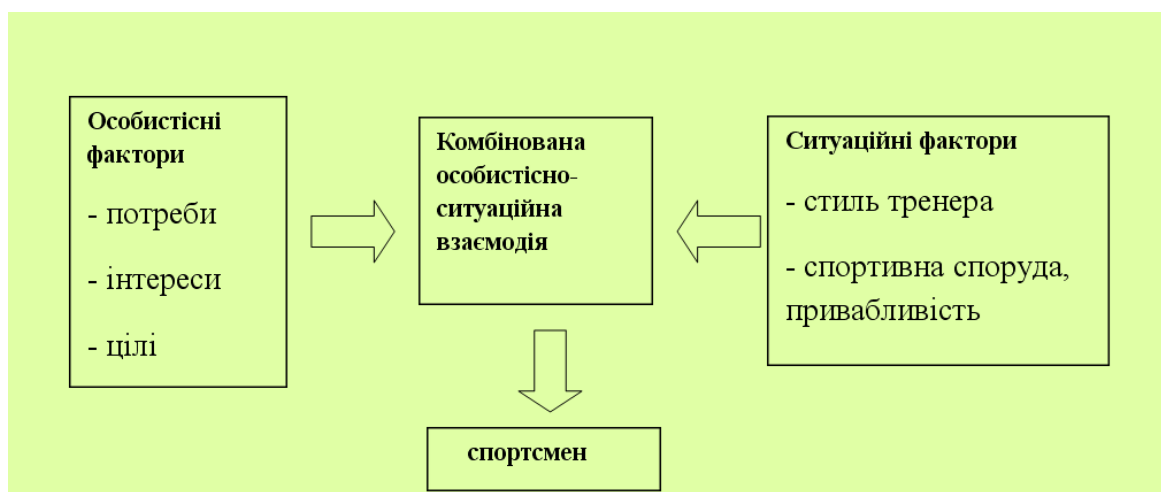 Особистісні
фактори
- потреби
- інтереси
- цілі
Комбінована
особистісно-
ситуаційна
взаємодія
Ситуаційні фактори
- стиль тренера
- спортивна споруда,
привабливість
спортсмен